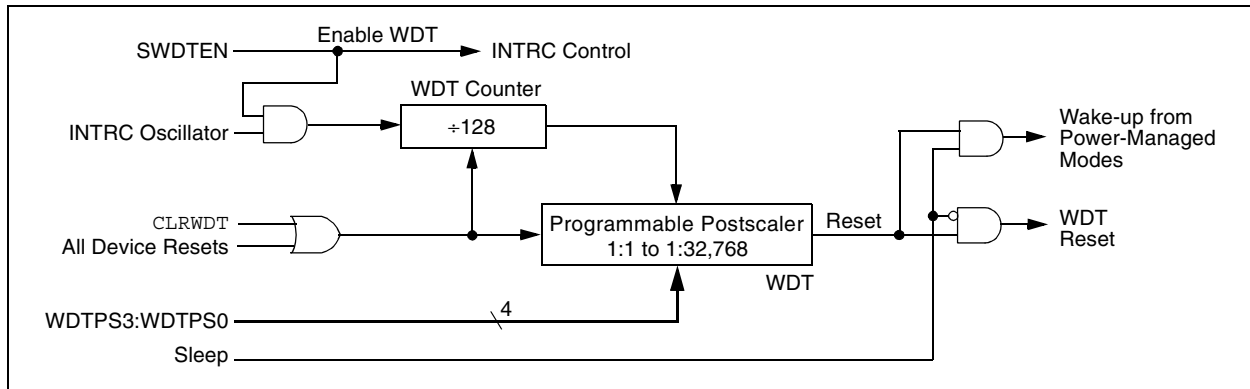 Enable WDT
SWDTEN
INTRC Control
WDT Counter
INTRC Oscillator
÷128
Wake-up from
Power-Managed
Modes
CLRWDT
All Device Resets
Programmable Postscaler
1:1 to 1:32,768
Reset
WDT
Reset
WDT
4
WDTPS3:WDTPS0
Sleep